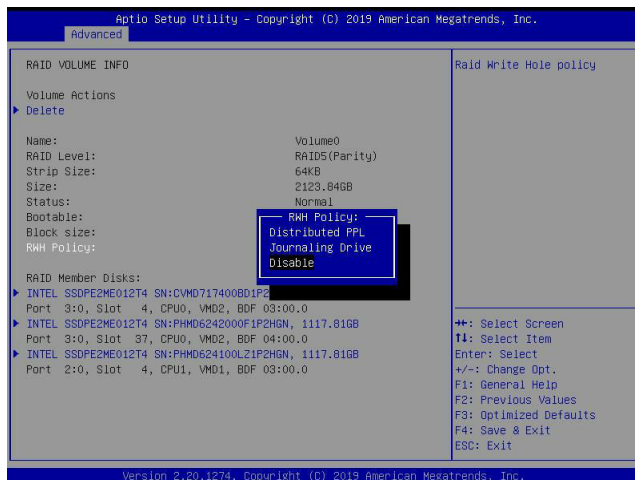 Aptio Setup Utility – Copyright (C) 2019 American Megatrends, Inc.
Advanced
RAID VOLUME INFO
Volume Actions
Delete
Name: Volume0
RAID Level: RAID5(Parity)
Strip Size: 64KB
Size: 2123.84GB
Status: Normal
Bootable:
Block size:
RWH Policy:
RWH Policy:
Distributed PPL
Journaling Drive
Disable
RAID Member Disks:
INTEL SSDPE2ME012T4 SN:CVMD717400BD1P2
Port 3:0, Slot 4, CPU0, VMD2, BDF 03:00.0
INTEL SSDPE2ME012T4 SN:PHMD6242000F1P2HGN, 1117.81GB
Port 3:0, Slot 37, CPU0, VMD2, BDF 04:00.0
INTEL SSDPE2ME012T4 SN:PHMD624100LZ1P2HGN, 1117.81GB
Port 2:0, Slot 4, CPU1, VMD1, BDF 03:00.0
Raid Write Hole policy
→←: Select Screen
↑↓: Select Item
Enter: Select
+/-: Change Opt.
F1: General Help
F2: Previous Values
F3: Optimized Defaults
F4: Save & Exit
ESC: Exit
Version 2.20.1274. Copyright (C) 2019 American Megatrends, Inc.